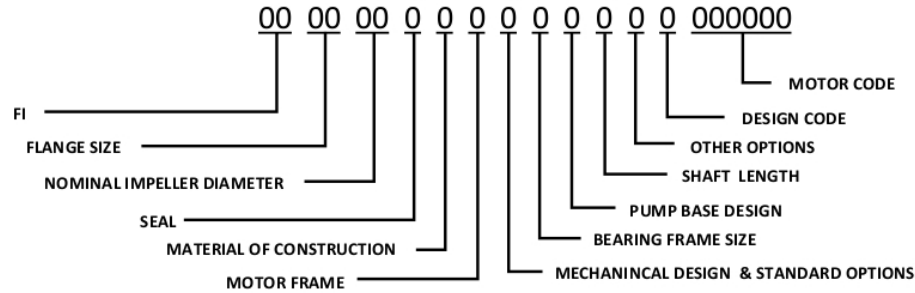 00 00 00 0 0 0 0 0 0 0 0 0 000000
MOTOR CODE
FI
DESIGN CODE
FLANGE SIZE
OTHER OPTIONS
NOMINAL IMPELLER DIAMETER
SHAFT LENGTH
SEAL
PUMP BASE DESIGN
MATERIAL OF CONSTRUCTION
BEARING FRAME SIZE
MOTOR FRAME
MECHANINCAL DESIGN & STANDARD OPTIONS